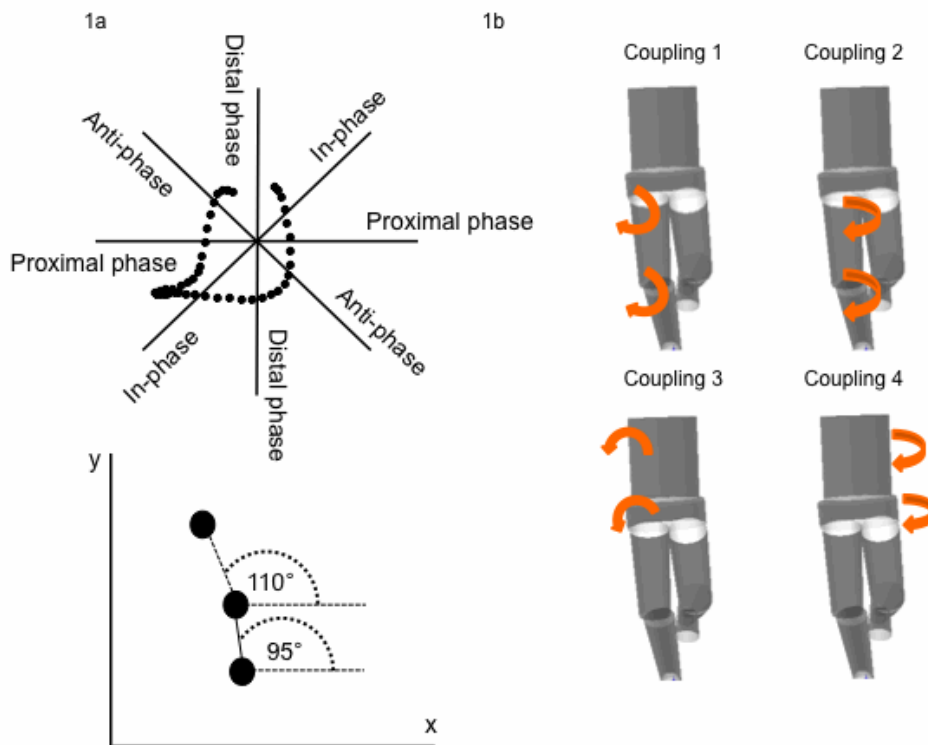 1a
Distal phase
Anti-phase
In-phase
Proximal phase
Proximal phase
In-phase
Distal phase
Anti-phase
y
110°
95°
x
1b
Coupling 1
Coupling 2
Coupling 3
Coupling 4